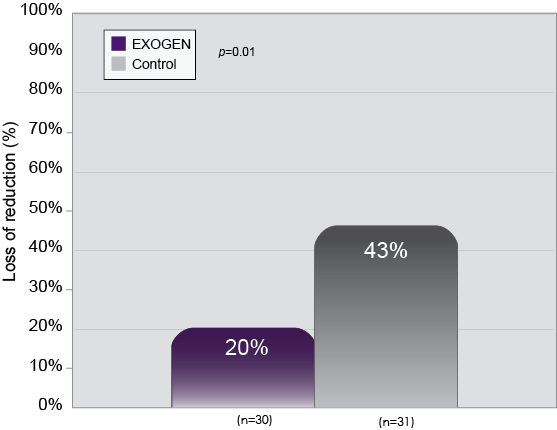 100%
90%
80%
70%
60%
50%
40%
30%
20%
10%
0%
Loss of reduction (%)
EXOGEN
Control
p=0.01
20%
43%
(n=30)
(n=31)